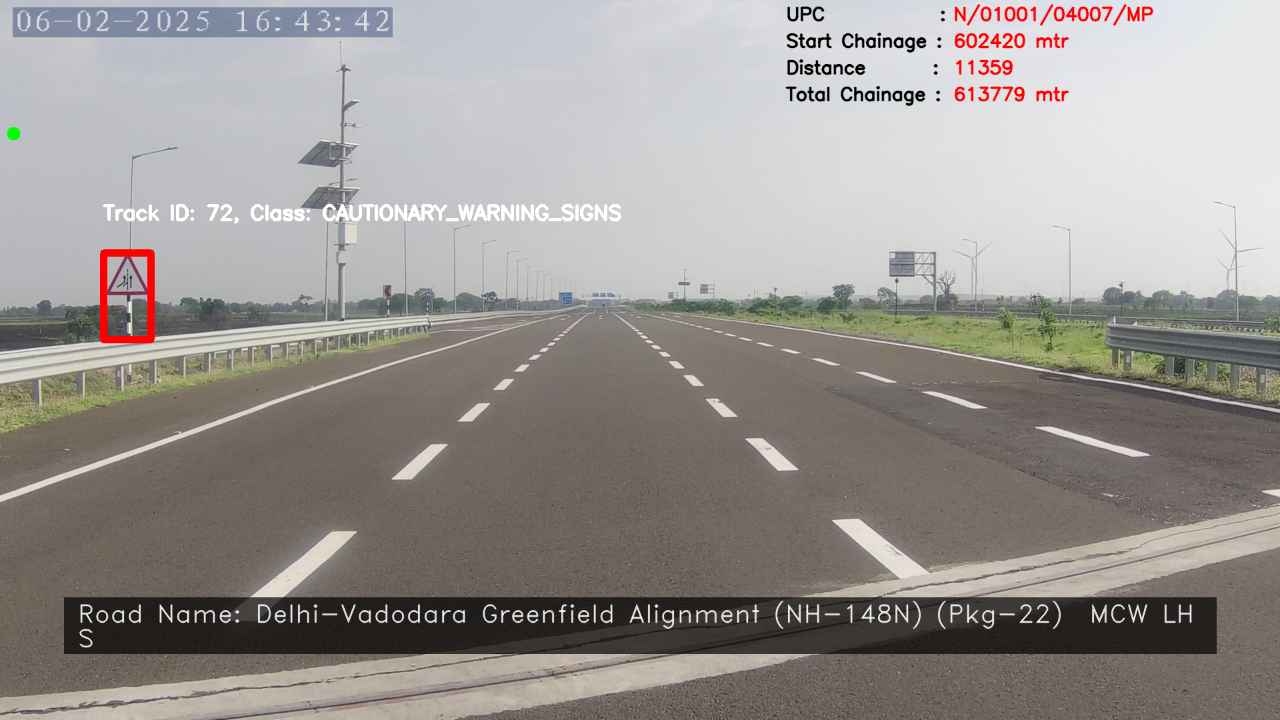 06-02-2025 16:43:42
UPC : N/01001/04007/MP
Start Chainage : 602420 mtr
Distance : 11359
Total Chainage : 613779 mtr
Track ID: 72, Class: CAUTIONARY_WARNING_SIGNS
Road Name: Delhi-Vadodara Greenfield Alignment (NH-148N) (Pkg-22) MCW LH
S